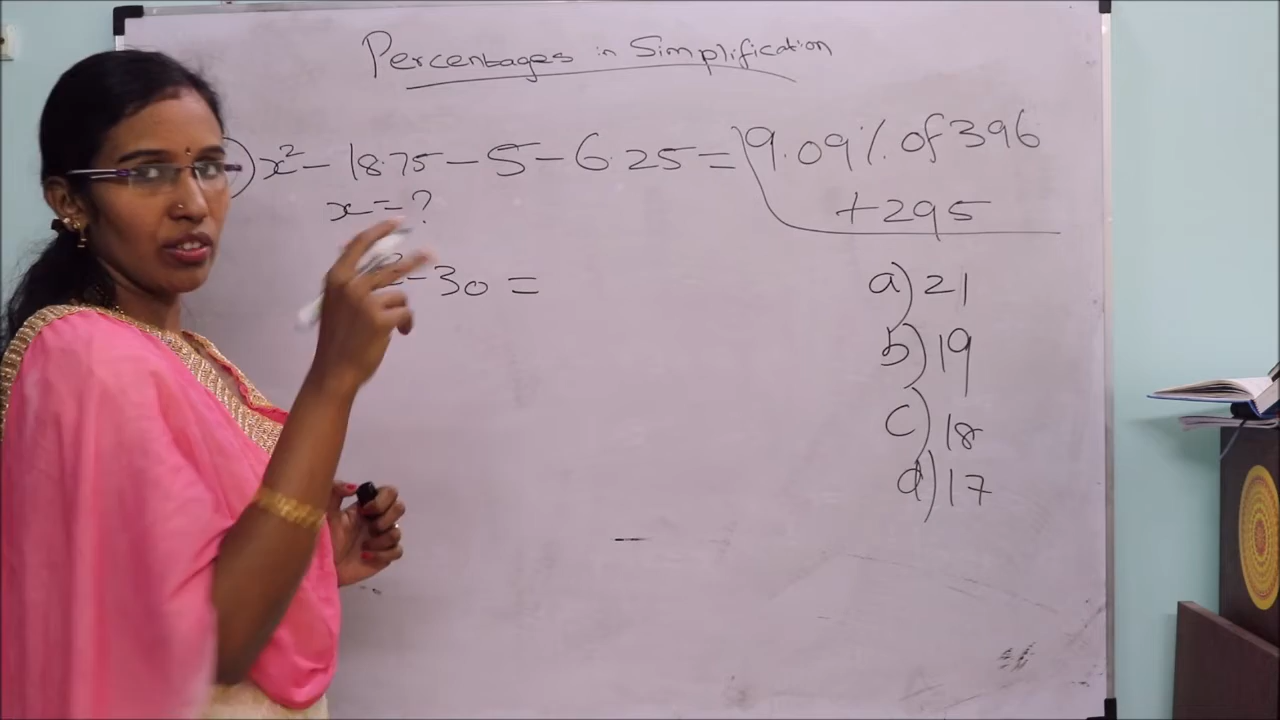 Percentages in Simplification
) x² - 18.75 - 5 - 6.25 = 9.09% of 396
+295
x = ?
² - 30 =
a) 21
b) 19
c) 18
d) 17